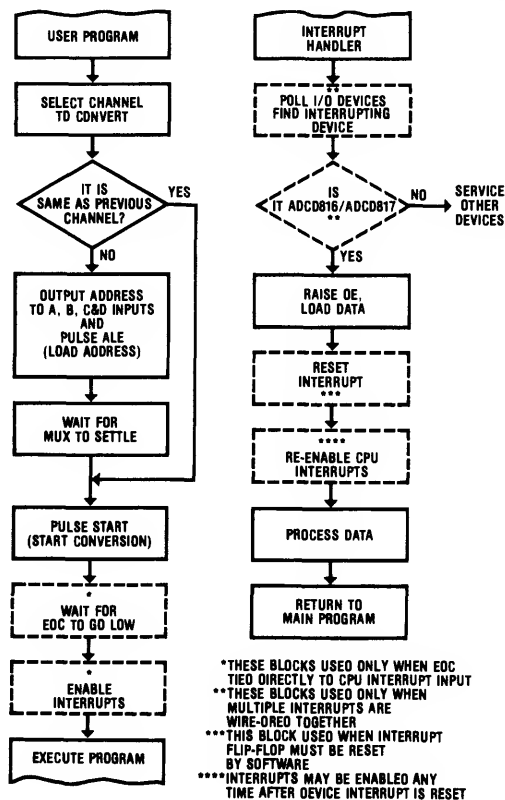 USER PROGRAM
SELECT CHANNEL
TO CONVERT
IT IS
SAME AS PREVIOUS
CHANNEL?
YES
NO
OUTPUT ADDRESS
TO A, B, C&D INPUTS
AND
PULSE ALE
(LOAD AODRESS)
WAIT FOR
MUX TO SETTLE
PULSE START
(START CONVERSION)
*
WAIT FOR
EOC TO GO LOW
*
ENABLE
INTERRUPTS
EXECUTE PROGRAM
INTERRUPT
HANDLER
**
POLL I/O DEVICES
FIND INTERRUPTING
DEVICE
IS
IT ADCD816/ADCD817
**
NO
SERVICE
OTHER
DEVICES
YES
RAISE OE,
LOAD DATA
RESET
INTERRUPT
***
****
RE-ENABLE CPU
INTERRUPTS
PROCESS DATA
RETURN TO
MAIN PROGRAM
*THESE BLOCKS USED ONLY WHEN EOC
TIED DIRECTLY TO CPU INTERRUPT INPUT
**THESE BLOCKS USED ONLY WHEN
MULTIPLE INTERRUPTS ARE
WIRE-OREO TOGETHER
***THIS BLOCK USED WHEN INTERRUPT
FLIP-FLOP MUST BE RESET
BY SOFTWARE
****INTERRUPTS MAY BE ENABLED ANY
TIME AFTER OEVICE INTERRUPT IS RESET